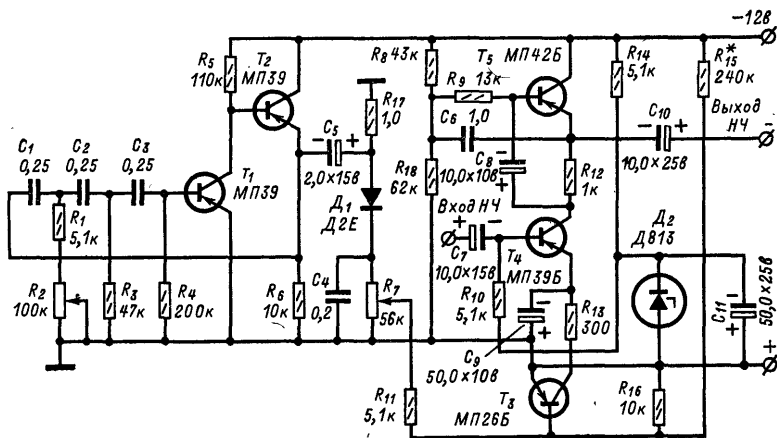 −12в
R5
110к
T2
МП39
R8 43к
R9
13к
T5
МП42Б
R14
5,1к
R15*
240к
R17
1,0
C6
1,0
C10
10,0×25в
Выход
НЧ
C5
2,0×15в
C1
0,25
C2
0,25
C3
0,25
T1
МП39
R18
62к
C8
10,0×10в
R12
1к
Д1
Д2Е
Вход НЧ
C7
10,0×15в
T4
МП39Б
Д2
Д813
R1
5,1к
R2
100к
R3
47к
R4
200к
R6
10к
C4
0,2
R7
56к
R10
5,1к
R13
300
C11
50,0×25в
C9
50,0×10в
R11
5,1к
T3
МП26Б
R16
10к